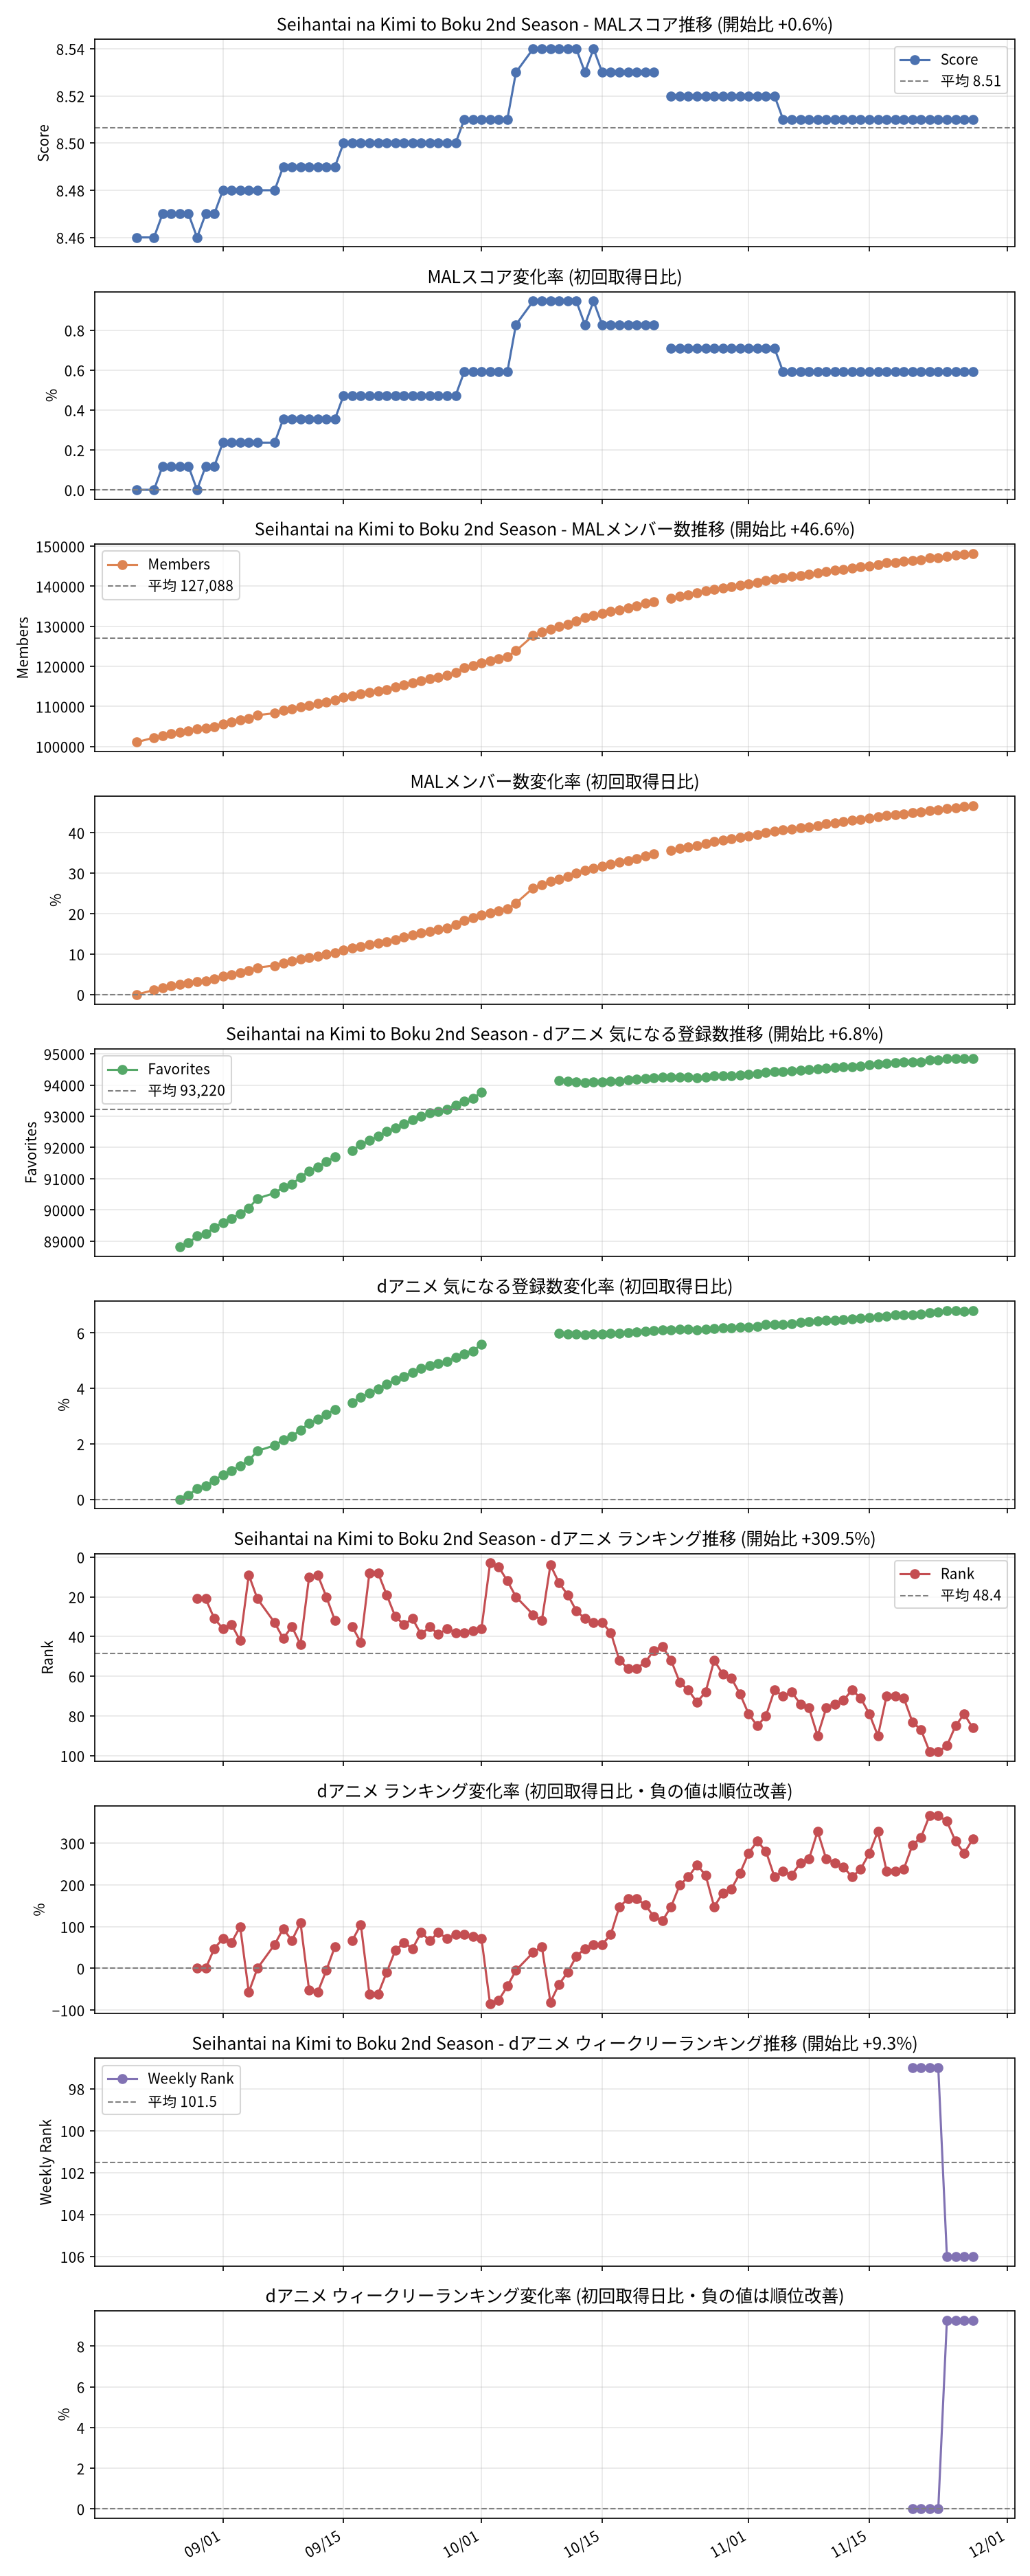 Seihantai na Kimi to Boku 2nd Season - MALスコア推移 (開始比 +0.6%)
8.54
8.52
8.50
8.48
8.46
Score
Score
平均 8.51
MALスコア変化率 (初回取得日比)
0.8
0.6
0.4
0.2
0.0
%
Seihantai na Kimi to Boku 2nd Season - MALメンバー数推移 (開始比 +46.6%)
150000
140000
130000
120000
110000
100000
Members
Members
平均 127,088
MALメンバー数変化率 (初回取得日比)
40
30
20
10
0
%
Seihantai na Kimi to Boku 2nd Season - dアニメ 気になる登録数推移 (開始比 +6.8%)
95000
94000
93000
92000
91000
90000
89000
Favorites
Favorites
平均 93,220
dアニメ 気になる登録数変化率 (初回取得日比)
6
4
2
0
%
Seihantai na Kimi to Boku 2nd Season - dアニメ ランキング推移 (開始比 +309.5%)
0
20
40
60
80
100
Rank
Rank
平均 48.4
dアニメ ランキング変化率 (初回取得日比・負の値は順位改善)
300
200
100
0
−100
%
Seihantai na Kimi to Boku 2nd Season - dアニメ ウィークリーランキング推移 (開始比 +9.3%)
98
100
102
104
106
Weekly Rank
Weekly Rank
平均 101.5
dアニメ ウィークリーランキング変化率 (初回取得日比・負の値は順位改善)
8
6
4
2
0
%
09/01
09/15
10/01
10/15
11/01
11/15
12/01